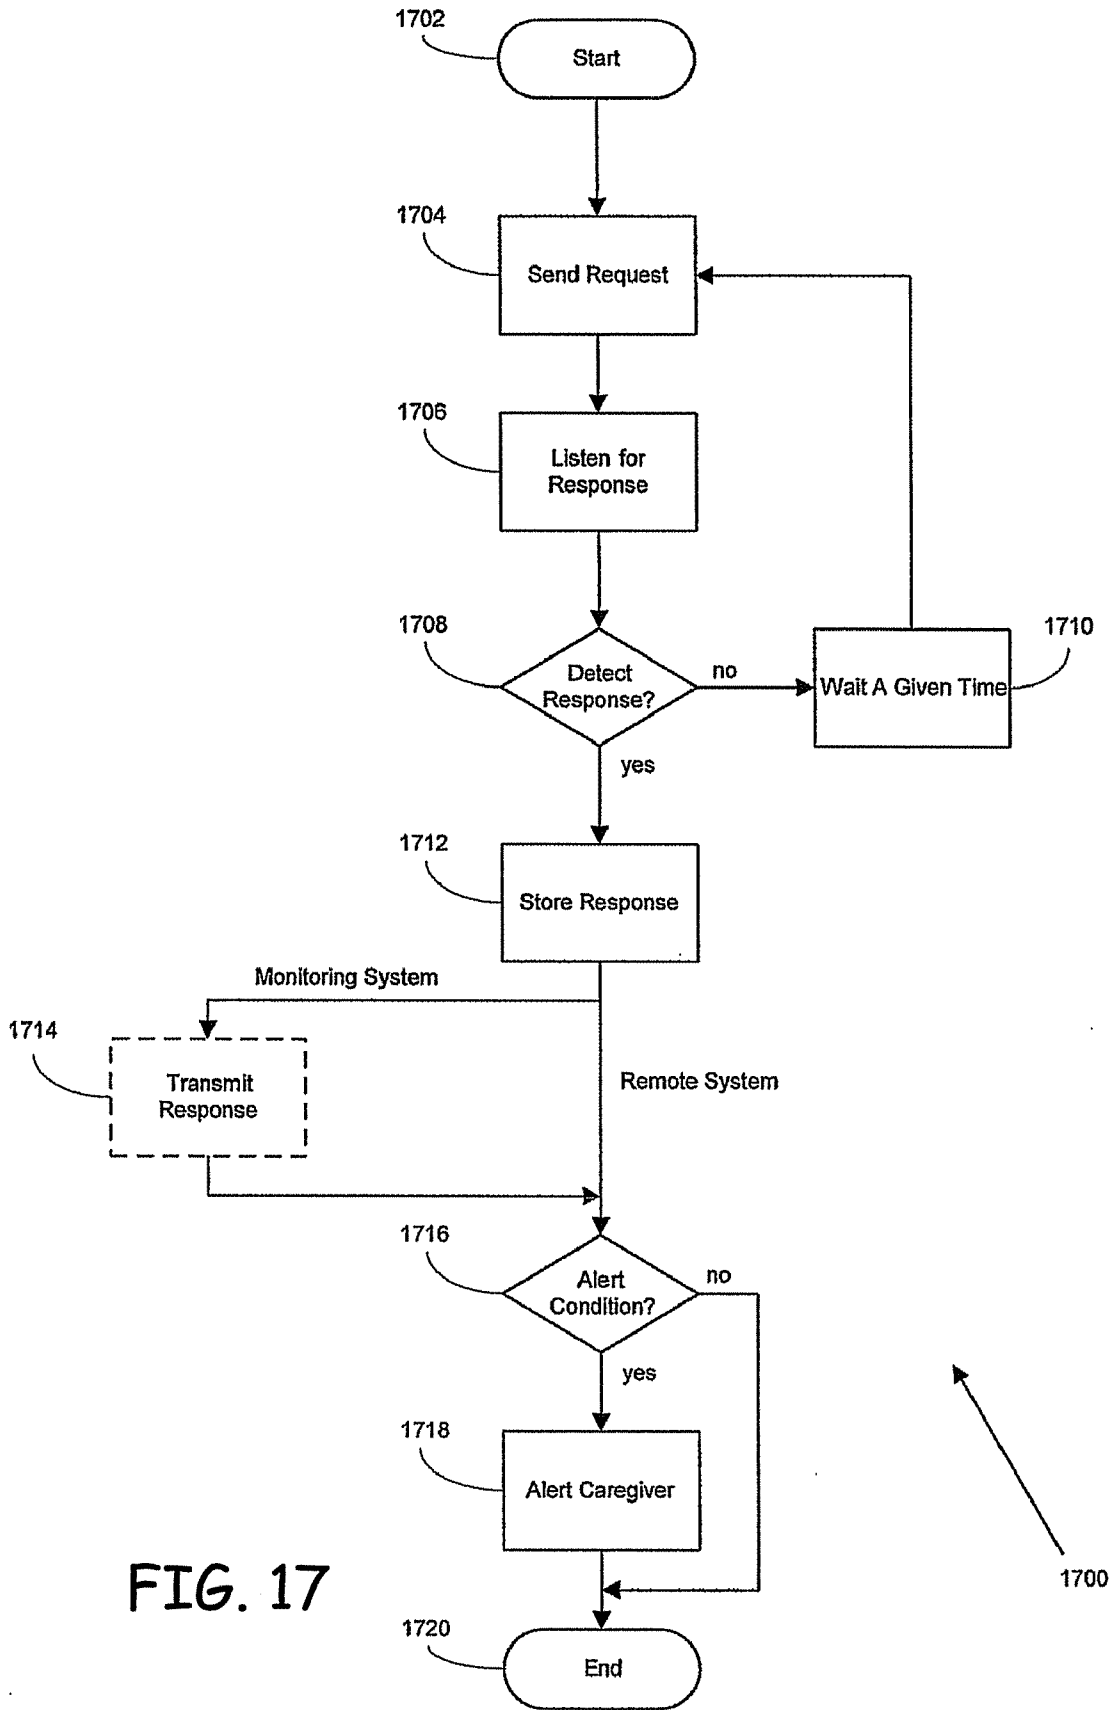 1702
Start
1704
Send Request
1706
Listen for
Response
1708
Detect
Response?
no
1710
Wait A Given Time
yes
1712
Store Response
Monitoring System
1714
Transmit
Response
Remote System
1716
Alert
Condition?
no
yes
1718
Alert Caregiver
1700
FIG. 17
1720
End